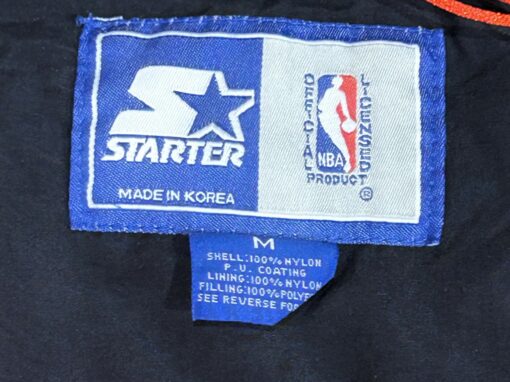 STARTER
MADE IN KOREA
OFFICIAL
LICENSED
NBA
PRODUCT ®
M
SHELL:100% NYLON
P.U. COATING
LINING:100% NYLON
FILLING:100% POLYE
SEE REVERSE FO